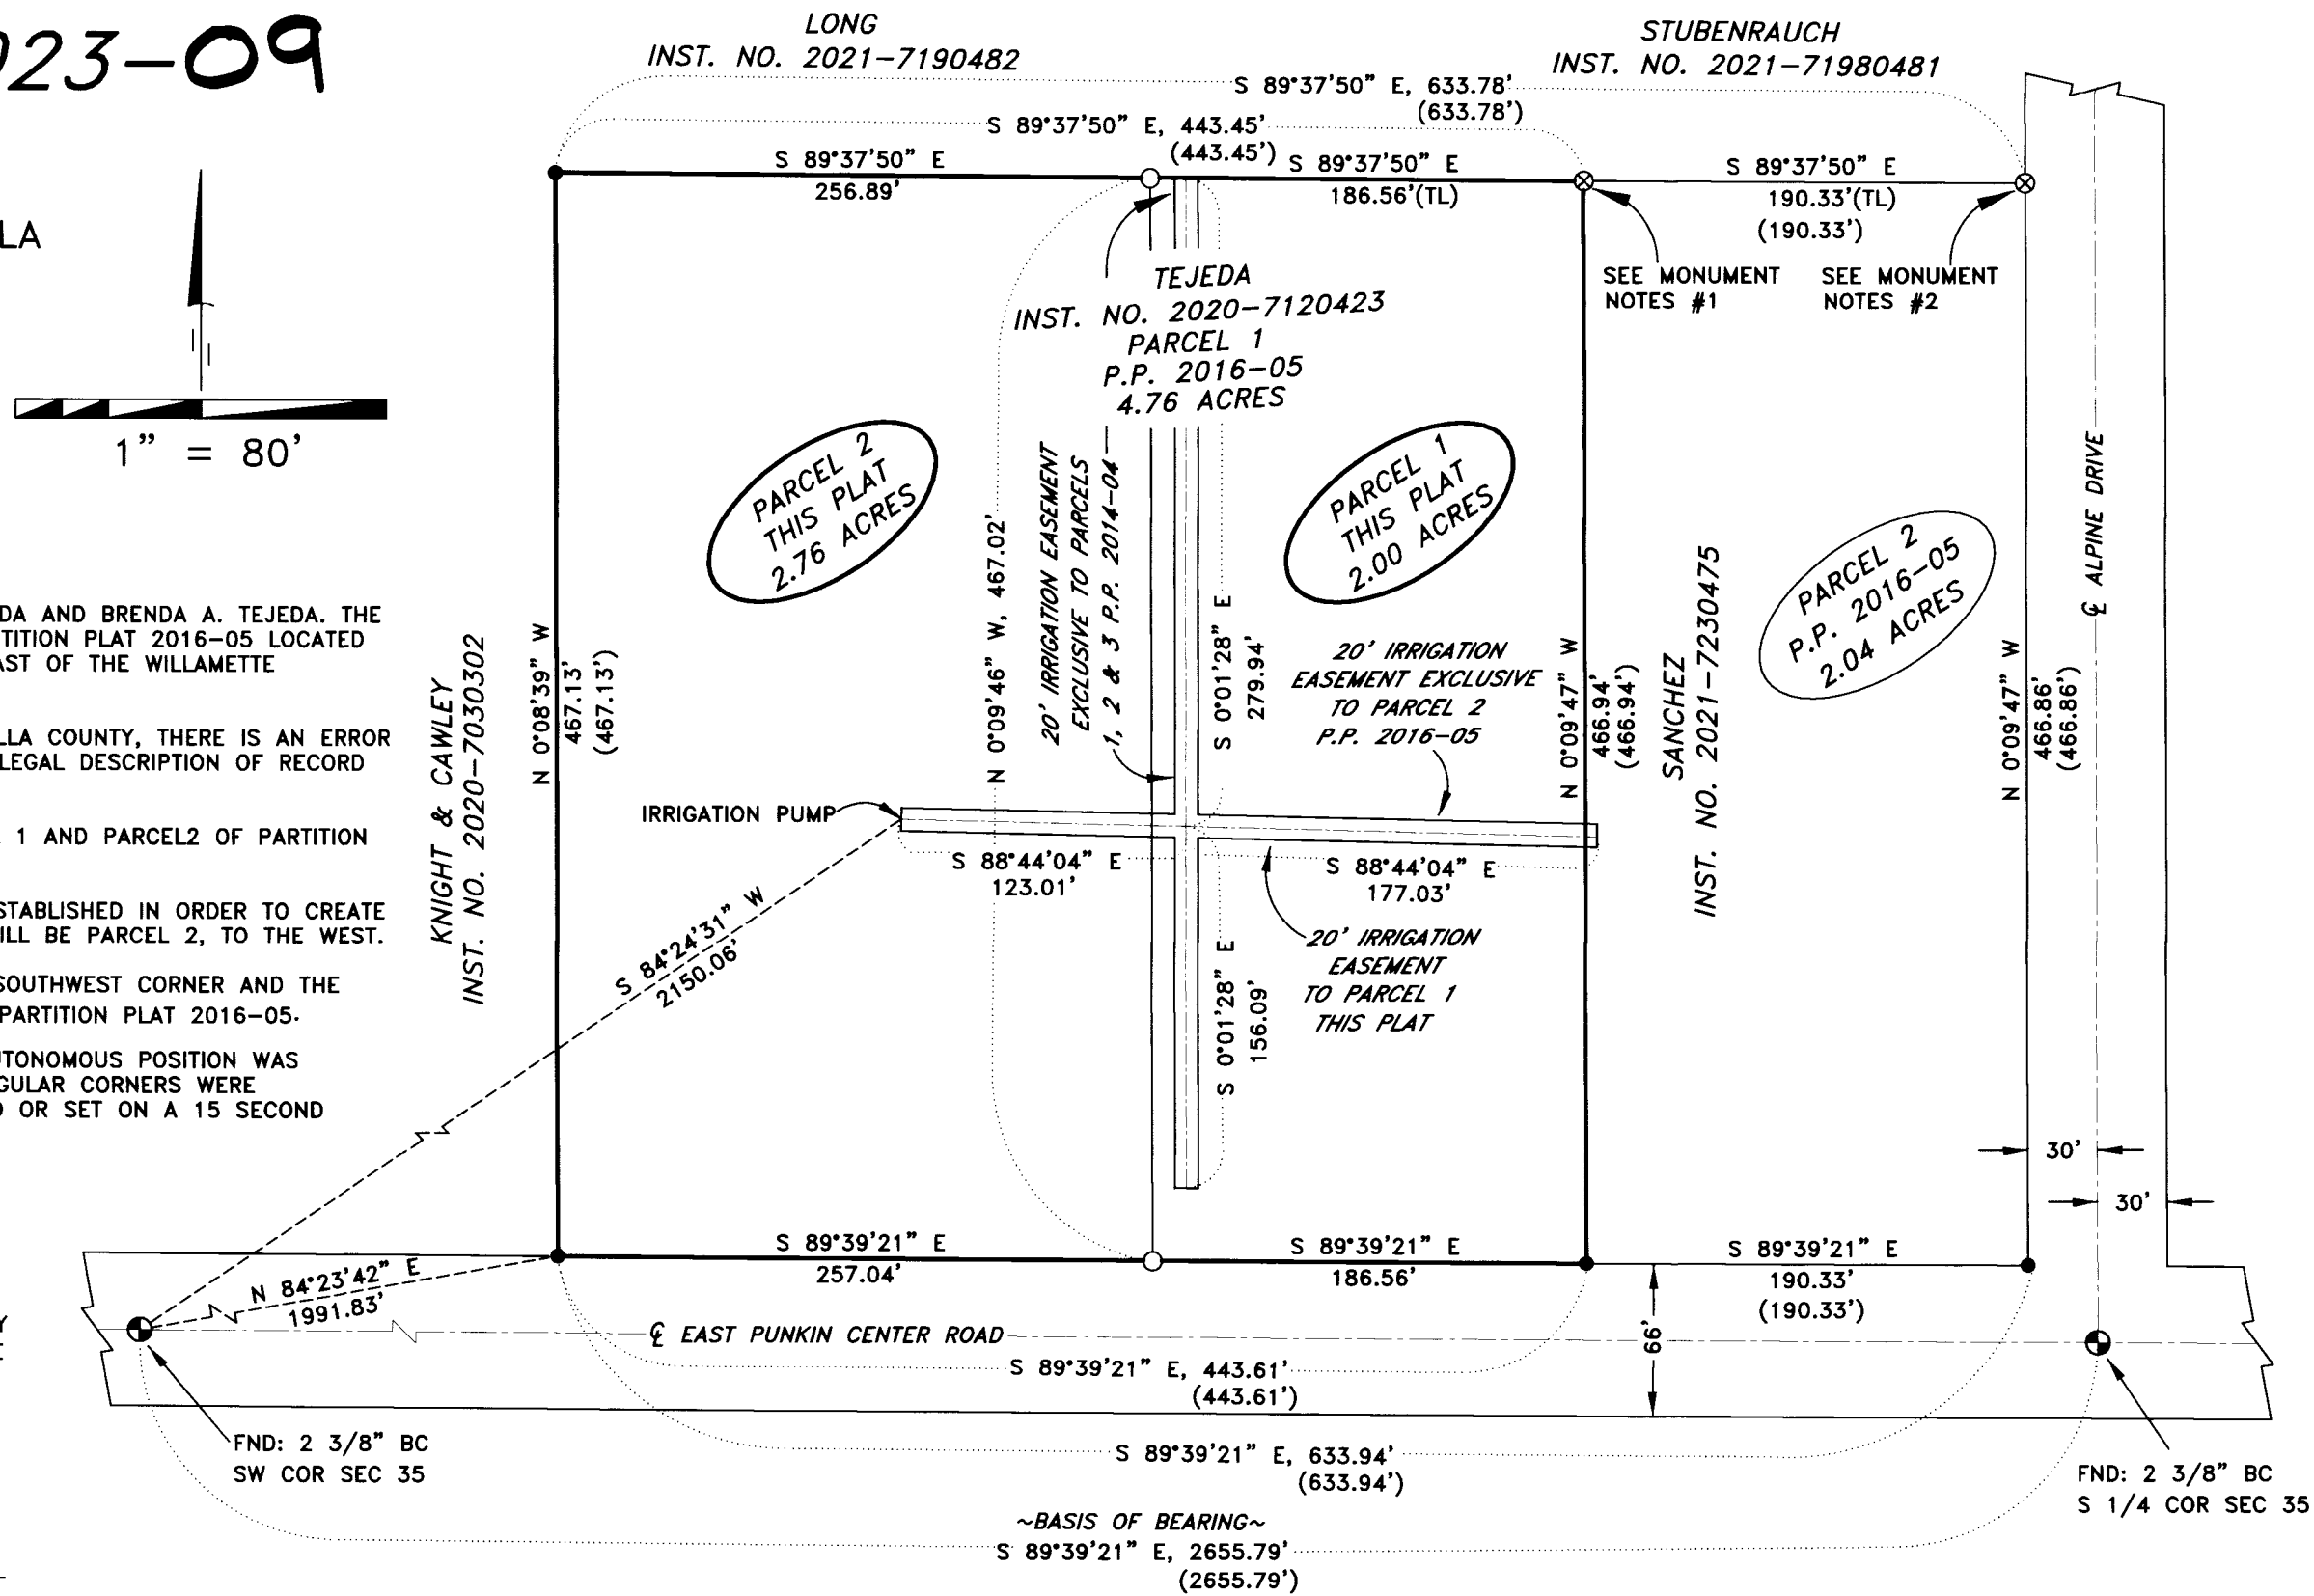 023-09
LA
1" = 80'
LONG
INST. NO. 2021-7190482
STUBENRAUCH
INST. NO. 2021-71980481
S 89°37'50" E, 633.78'
(633.78')
S 89°37'50" E, 443.45'
(443.45')
S 89°37'50" E
256.89'
S 89°37'50" E
186.56'(TL)
S 89°37'50" E
190.33'(TL)
(190.33')
SEE MONUMENT
NOTES #1
SEE MONUMENT
NOTES #2
TEJEDA
INST. NO. 2020-7120423
PARCEL 1
P.P. 2016-05
4.76 ACRES
PARCEL 2
THIS PLAT
2.76 ACRES
PARCEL 1
THIS PLAT
2.00 ACRES
PARCEL 2
P.P. 2016-05
2.04 ACRES
℄ ALPINE DRIVE
DA AND BRENDA A. TEJEDA. THE
TITION PLAT 2016-05 LOCATED
AST OF THE WILLAMETTE
LLA COUNTY, THERE IS AN ERROR
LEGAL DESCRIPTION OF RECORD
1 AND PARCEL2 OF PARTITION
STABLISHED IN ORDER TO CREATE
ILL BE PARCEL 2, TO THE WEST.
SOUTHWEST CORNER AND THE
PARTITION PLAT 2016-05.
UTONOMOUS POSITION WAS
GULAR CORNERS WERE
D OR SET ON A 15 SECOND
Y
KNIGHT & CAWLEY
INST. NO. 2020-7030302
N 0°08'39" W
467.13'
(467.13')
N 0°09'46" W, 467.02'
20' IRRIGATION EASEMENT
EXCLUSIVE TO PARCELS
1, 2 & 3 P.P. 2014-04
S 0°01'28" E
279.94'
20' IRRIGATION
EASEMENT EXCLUSIVE
TO PARCEL 2
P.P. 2016-05
N 0°09'47" W
466.94'
(466.94')
SANCHEZ
INST. NO. 2021-7230475
N 0°09'47" W
466.86'
(466.86')
IRRIGATION PUMP
S 88°44'04" E
123.01'
S 88°44'04" E
177.03'
20' IRRIGATION
EASEMENT
TO PARCEL 1
THIS PLAT
S 0°01'28" E
156.09'
S 84°24'31" W
2150.06'
30'
30'
S 89°39'21" E
257.04'
S 89°39'21" E
186.56'
S 89°39'21" E
190.33'
(190.33')
N 84°23'42" E
1991.83'
℄ EAST PUNKIN CENTER ROAD
66'
S 89°39'21" E, 443.61'
(443.61')
FND: 2 3/8" BC
SW COR SEC 35
S 89°39'21" E, 633.94'
(633.94')
FND: 2 3/8" BC
S 1/4 COR SEC 35
~BASIS OF BEARING~
S 89°39'21" E, 2655.79'
(2655.79')